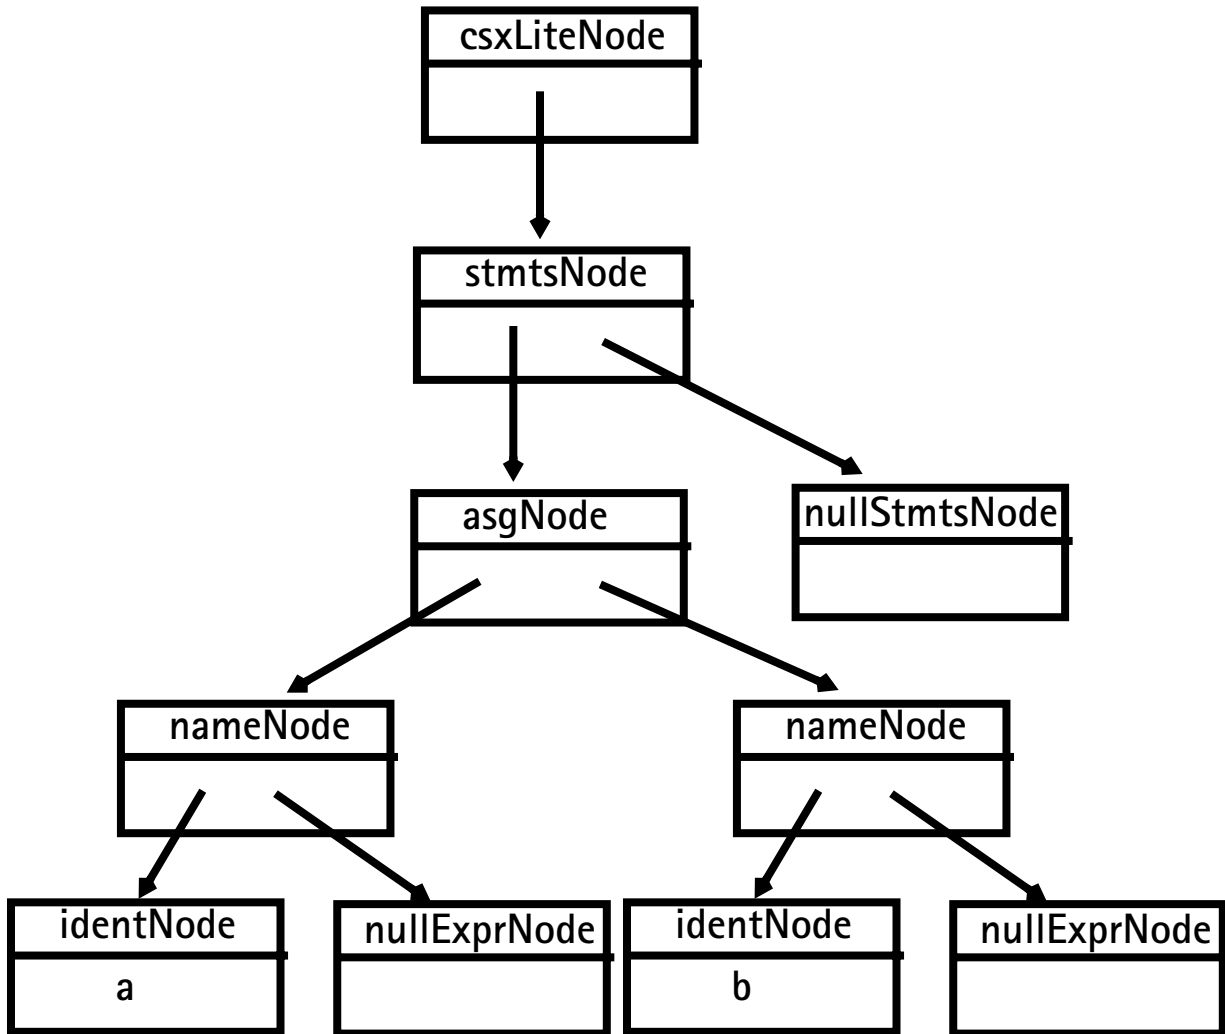 csxLiteNode
stmtsNode
asgNode
nullStmtsNode
nameNode
nameNode
identNode
nullExprNode
identNode
nullExprNode
a
b